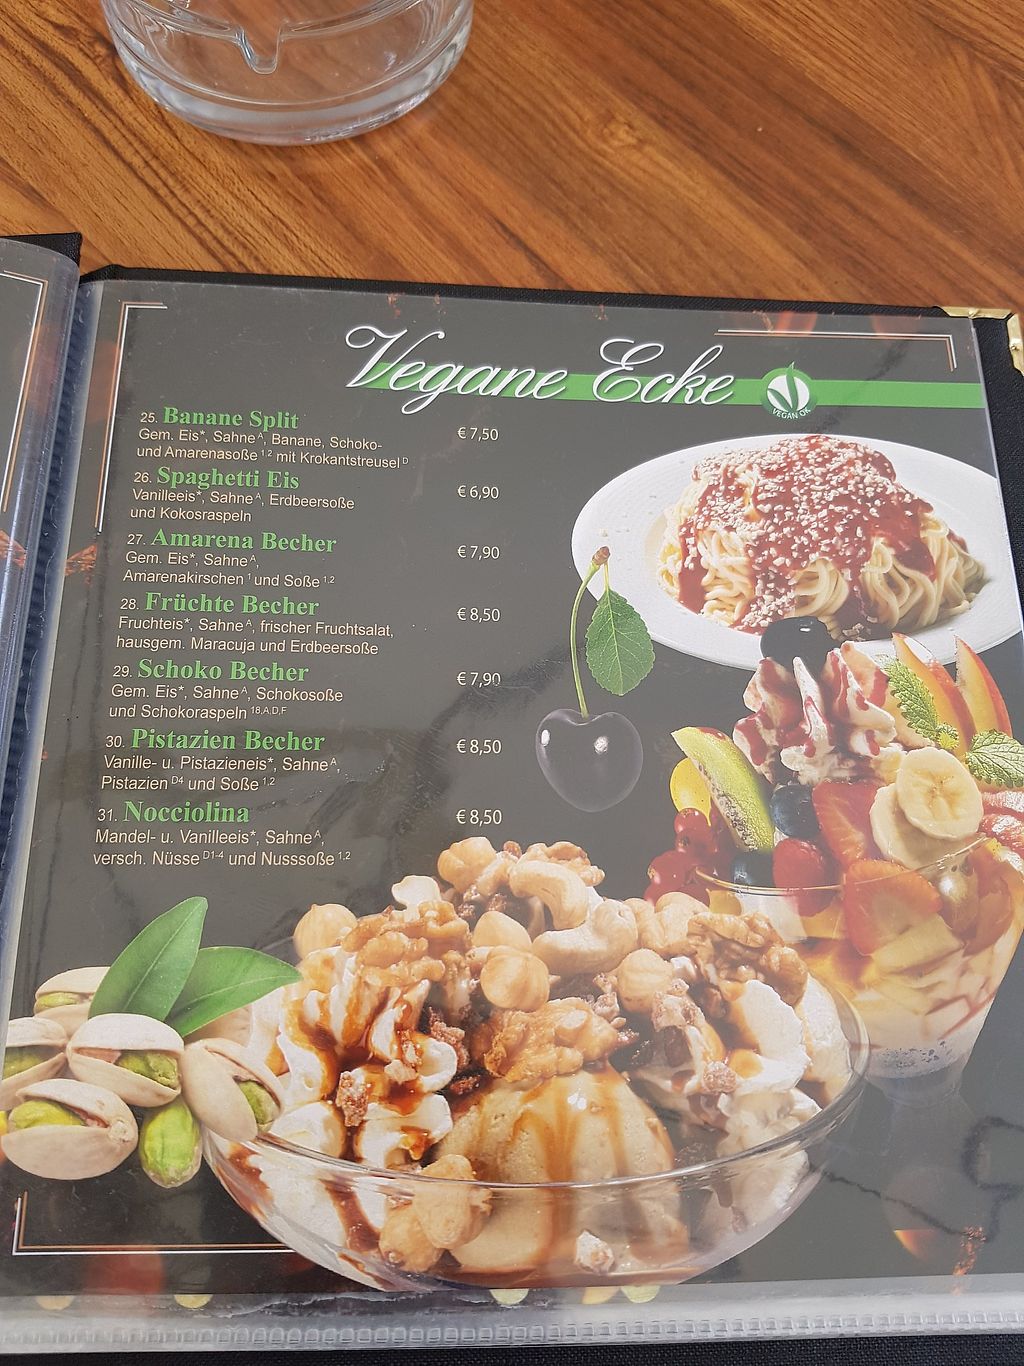 Vegane Ecke
VEGAN OK
25. Banane Split
Gem. Eis*, Sahne A, Banane, Schoko- € 7,50
und Amarenasoße 1,2 mit Krokantstreusel D
26. Spaghetti Eis
Vanilleeis*, Sahne A, Erdbeersoße € 6,90
und Kokosraspeln
27. Amarena Becher
Gem. Eis*, Sahne A, € 7,90
Amarenakirschen 1 und Soße 1,2
28. Früchte Becher
Fruchteis*, Sahne A, frischer Fruchtsalat, € 8,50
hausgem. Maracuja und Erdbeersoße
29. Schoko Becher
Gem. Eis*, Sahne A, Schokosoße € 7,90
und Schokoraspeln 18,A,D,F
30. Pistazien Becher
Vanille- u. Pistazieneis*, Sahne A, € 8,50
Pistazien D4 und Soße 1,2
31. Nocciolina
Mandel- u. Vanilleeis*, Sahne A, € 8,50
versch. Nüsse D1-4 und Nusssoße 1,2